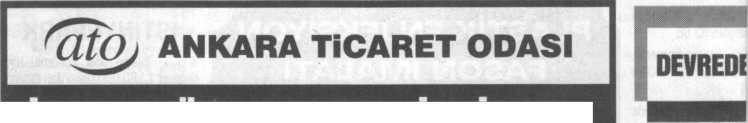 ato ANKARA TiCARET ODASI
DEVREDE